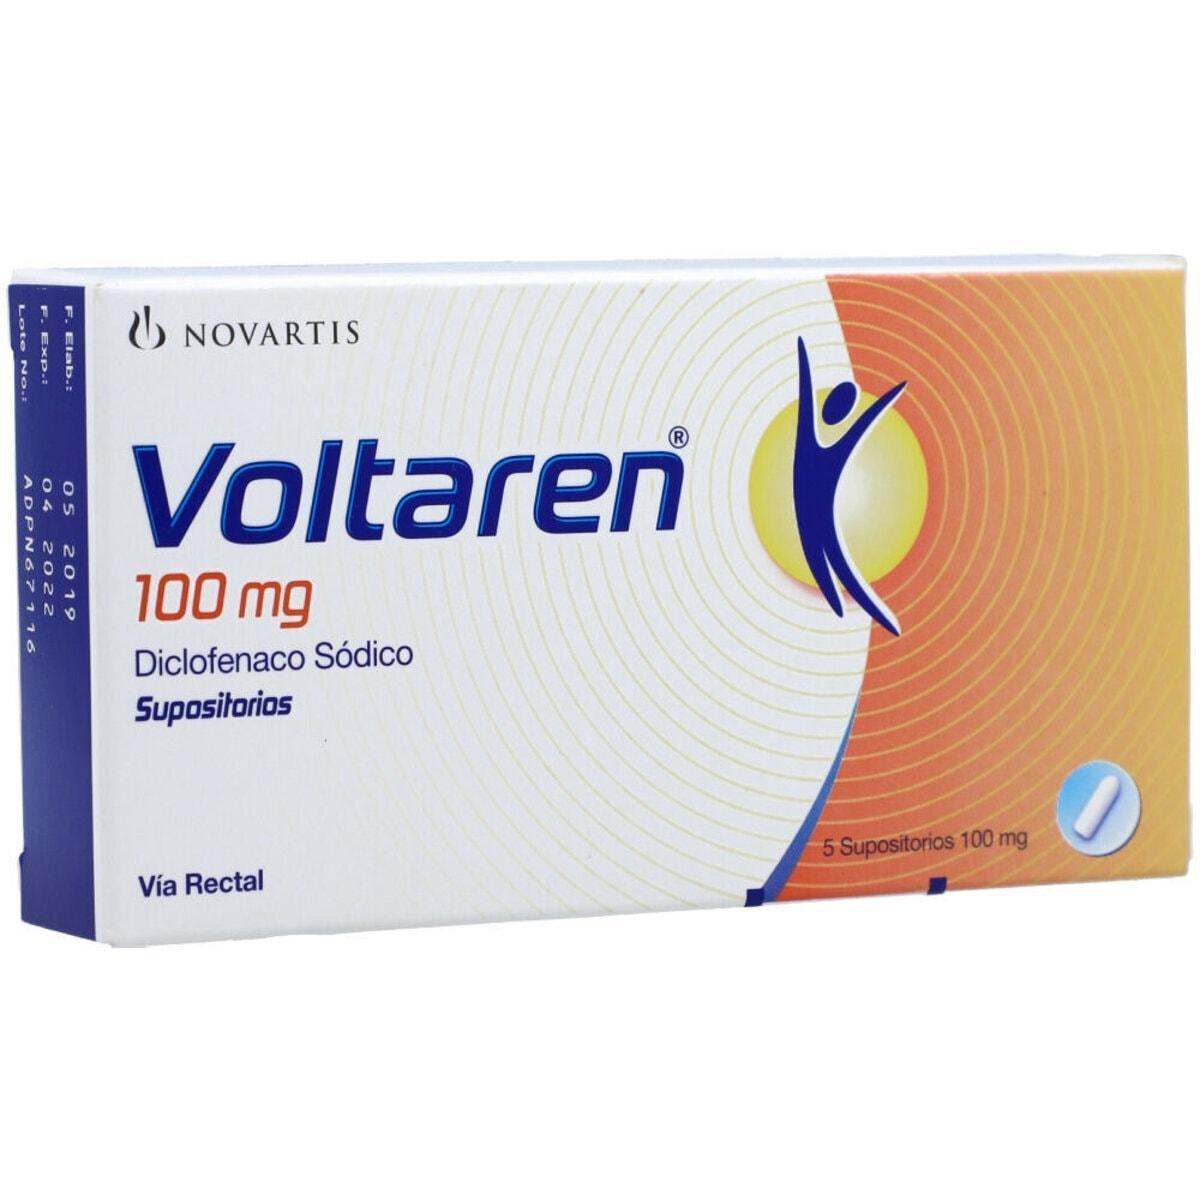 NOVARTIS
Voltaren®
100 mg
Diclofenaco Sódico
Supositorios
Vía Rectal
5 Supositorios 100 mg
F. Elab.: 05 2019
F. Exp.: 04 2022
Lote No.: ADPN67116